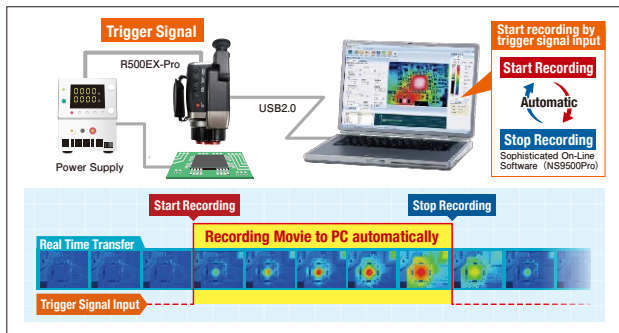 Trigger Signal
R500EX-Pro
USB2.0
Power Supply
Start recording by
trigger signal input
Start Recording
Automatic
Stop Recording
Sophisticated On-Line
Software (NS9500Pro)
Start Recording
Stop Recording
Recording Movie to PC automatically
Real Time Transfer
Trigger Signal Input